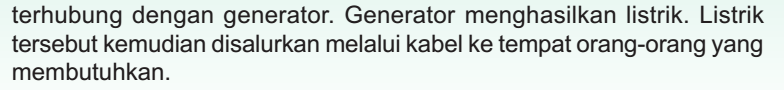 terhubung dengan generator. Generator menghasilkan listrik. Listrik
tersebut kemudian disalurkan melalui kabel ke tempat orang-orang yang
membutuhkan.